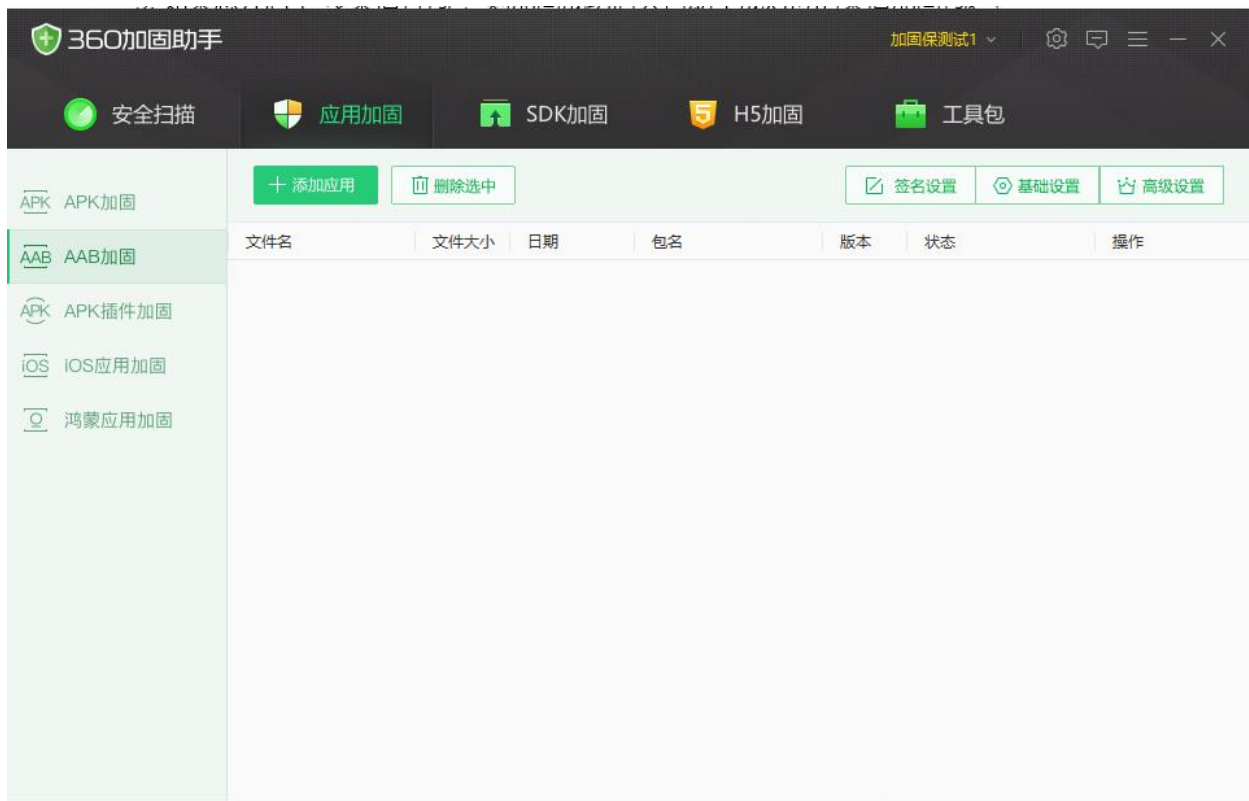 360加固助手
加固保测试1
安全扫描
应用加固
SDK加固
5
H5加固
工具包
添加应用
删除选中
签名设置
基础设置
高级设置
APK APK加固
AAB AAB加固
APK APK插件加固
iOS iOS应用加固
鸿蒙应用加固
文件名 文件大小 日期 包名 版本 状态 操作